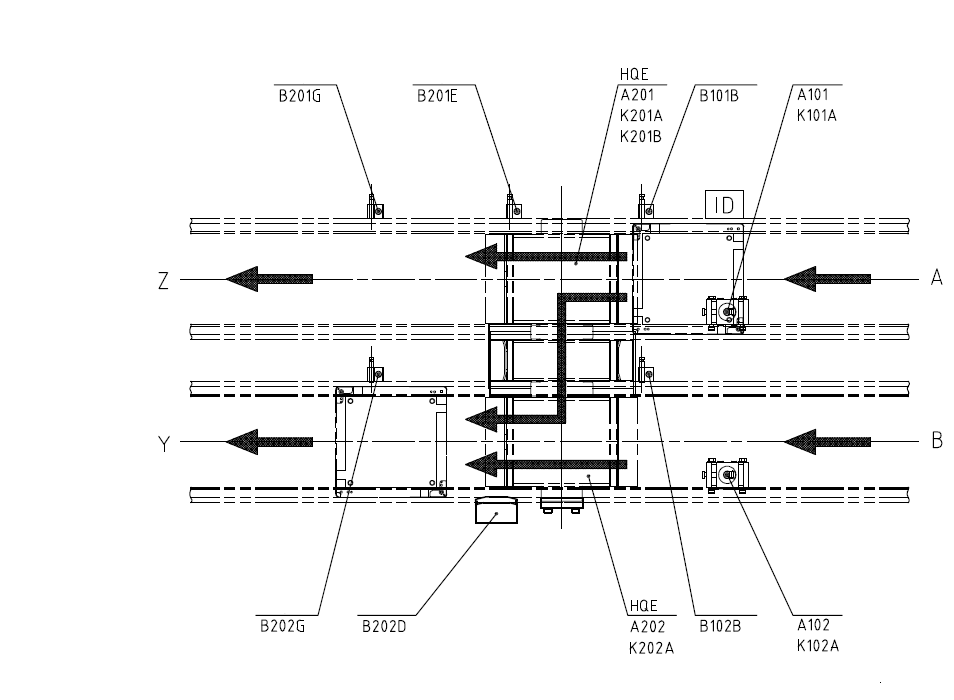 HQE
B201G
B201E
A201
B101B
A101
K201A
K101A
K201B
ID
Z
A
Y
B
HQE
B202G
B202D
A202
B102B
A102
K202A
K102A